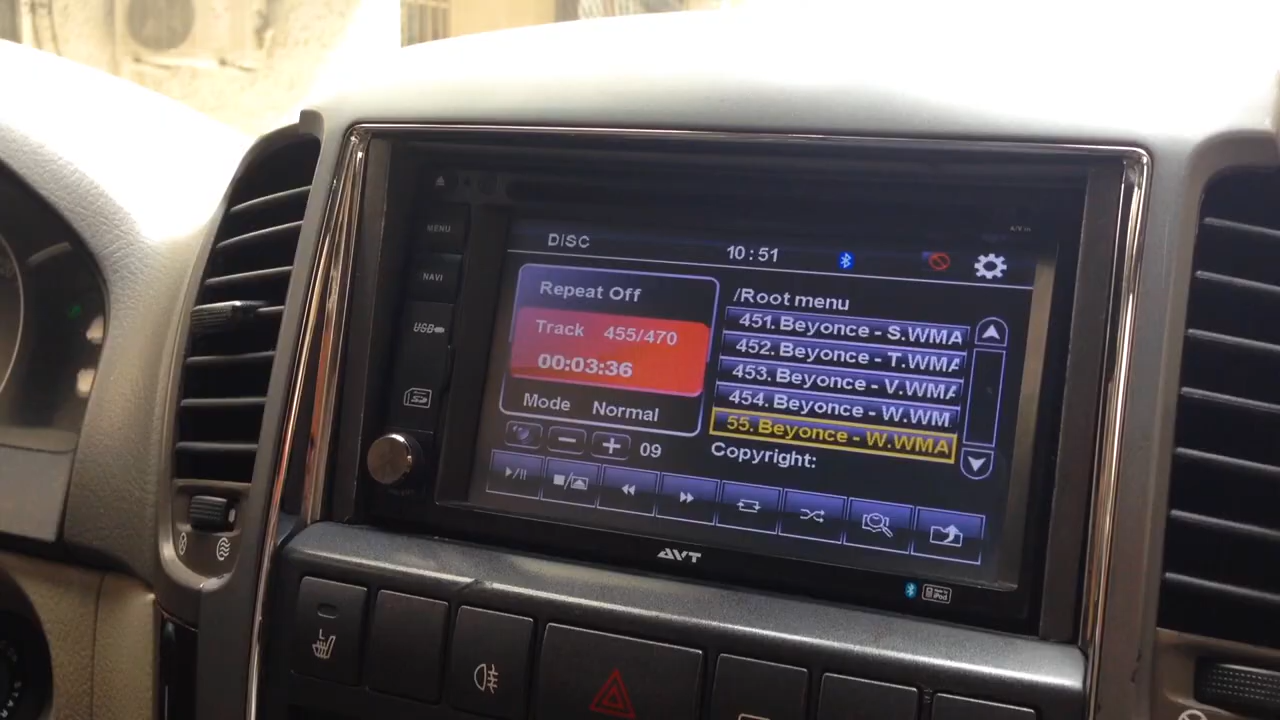 MENU
NAVI
USB
DISC
10:51
Repeat Off
Track 455/470
00:03:36
Mode Normal
09
/Root menu
451. Beyonce - S.WMA
452. Beyonce - T.WMA
453. Beyonce - V.WMA
454. Beyonce - W.WM
55. Beyonce - W.WMA
Copyright:
AVT
L